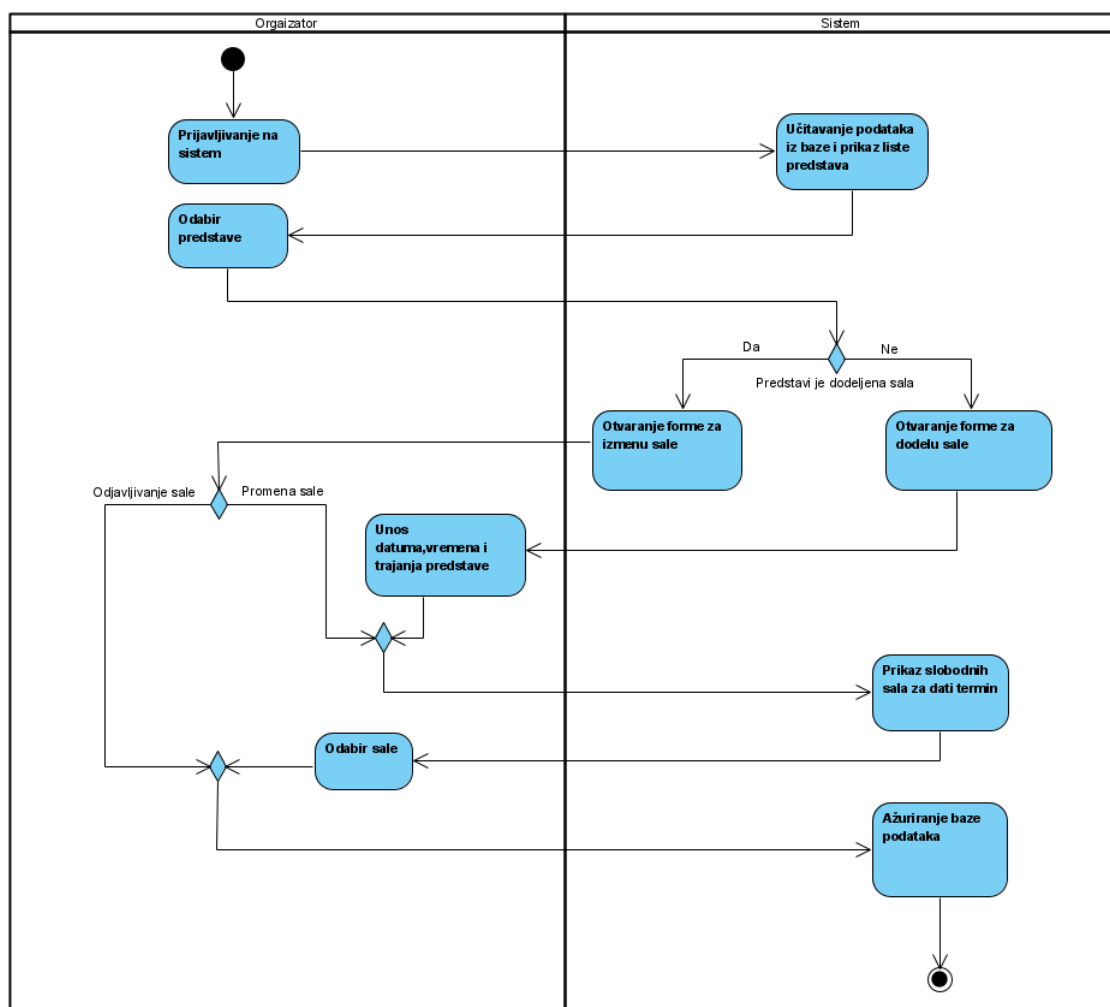 Orgaizator
Sistem
Prijavljivanje na
sistem
Učitavanje podataka
iz baze i prikaz liste
predstava
Odabir
predstave
Da
Ne
Predstavi je dodeljena sala
Otvaranje forme za
izmenu sale
Otvaranje forme za
dodelu sale
Odjavljivanje sale
Promena sale
Unos
datuma,vremena i
trajanja predstave
Prikaz slobodnih
sala za dati termin
Odabir sale
Ažuriranje baze
podataka